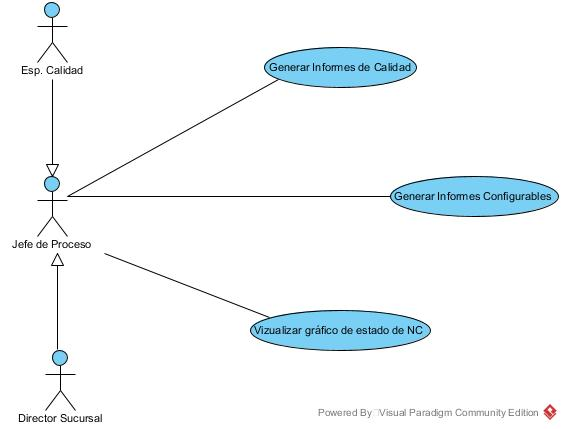 Esp. Calidad
Generar Informes de Calidad
Generar Informes Configurables
Jefe de Proceso
Vizualizar gráfico de estado de NC
Director Sucursal
Powered By Visual Paradigm Community Edition